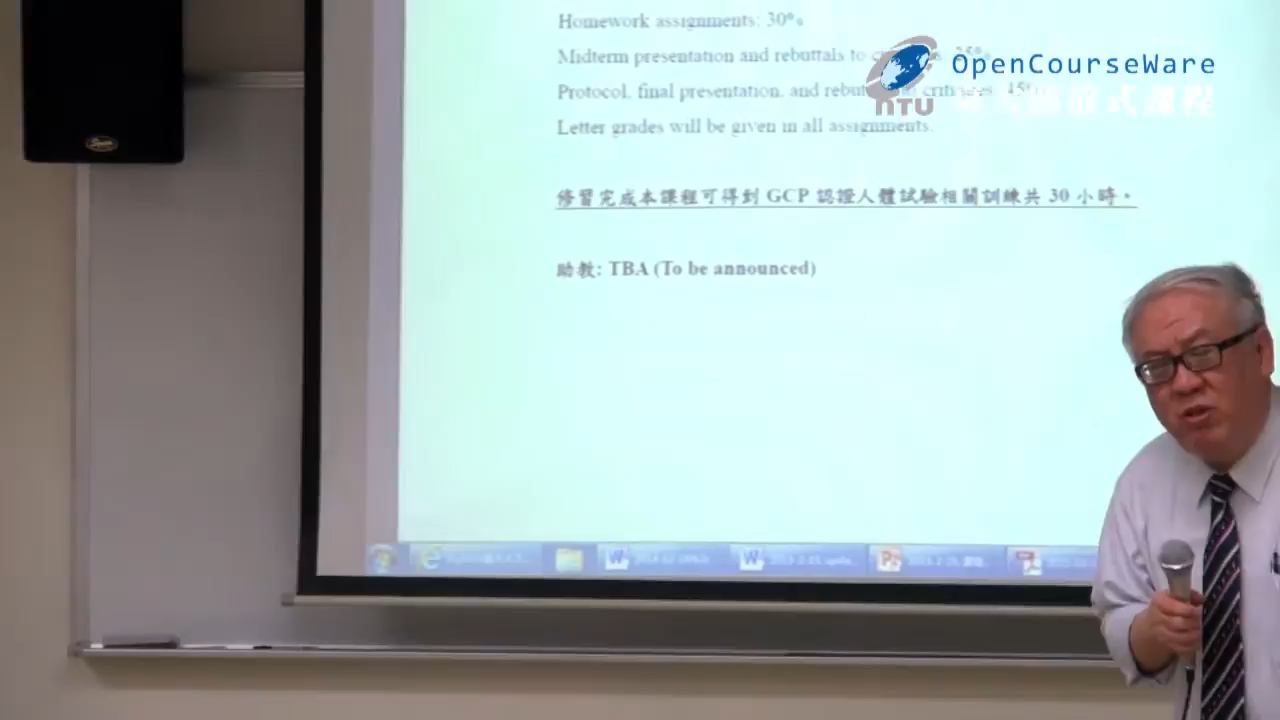 Homework assignments: 30%
Midterm presentation and rebuttals to
OpenCourseWare
Protocol, final presentation, and
NTU
Letter grades will be given in all assignments.
修習完成本課程可得到 GCP 認證人體試驗相關訓練共 30 小時。
助教: TBA (To be announced)